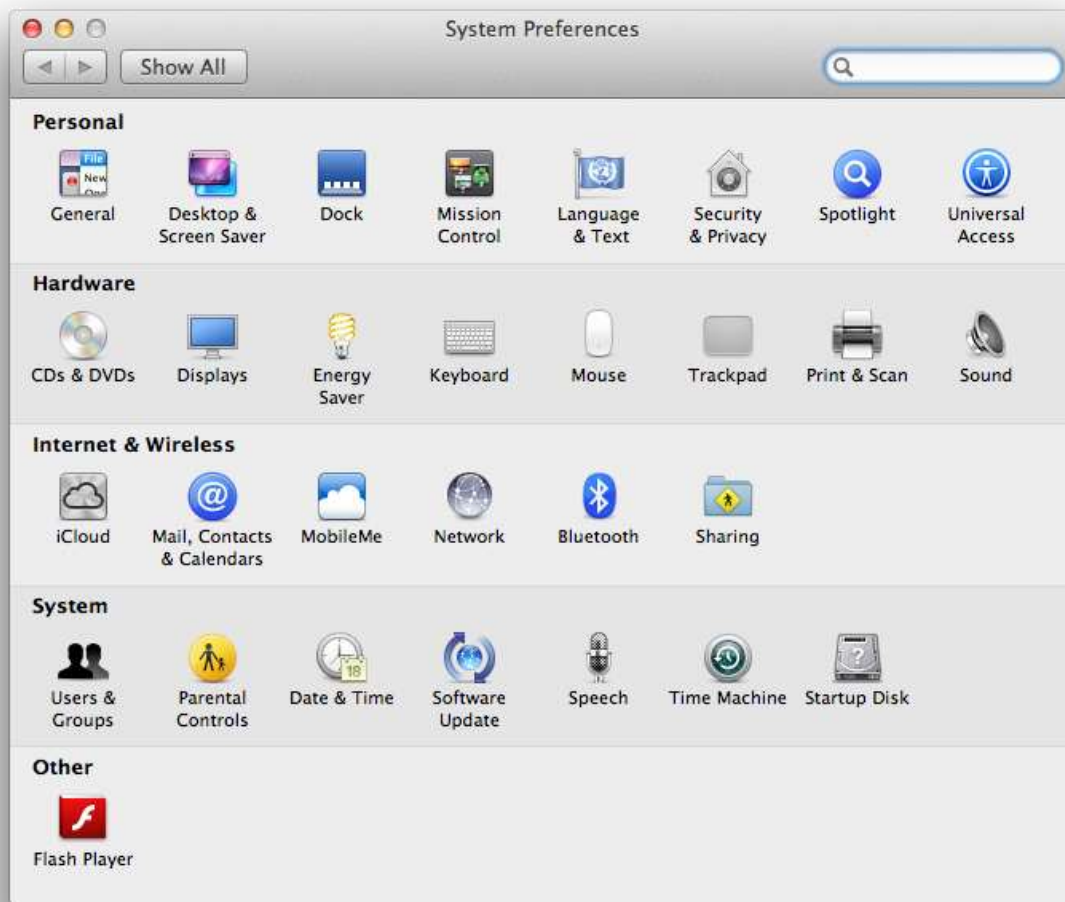 System Preferences
Show All
Personal
File
New
General
Desktop &
Screen Saver
Dock
Mission
Control
Language
& Text
Security
& Privacy
Spotlight
Universal
Access
Hardware
CDs & DVDs
Displays
Energy
Saver
Keyboard
Mouse
Trackpad
Print & Scan
Sound
Internet & Wireless
@
iCloud
Mail, Contacts
& Calendars
MobileMe
Network
Bluetooth
Sharing
System
18
?
Users &
Groups
Parental
Controls
Date & Time
Software
Update
Speech
Time Machine
Startup Disk
Other
Flash Player